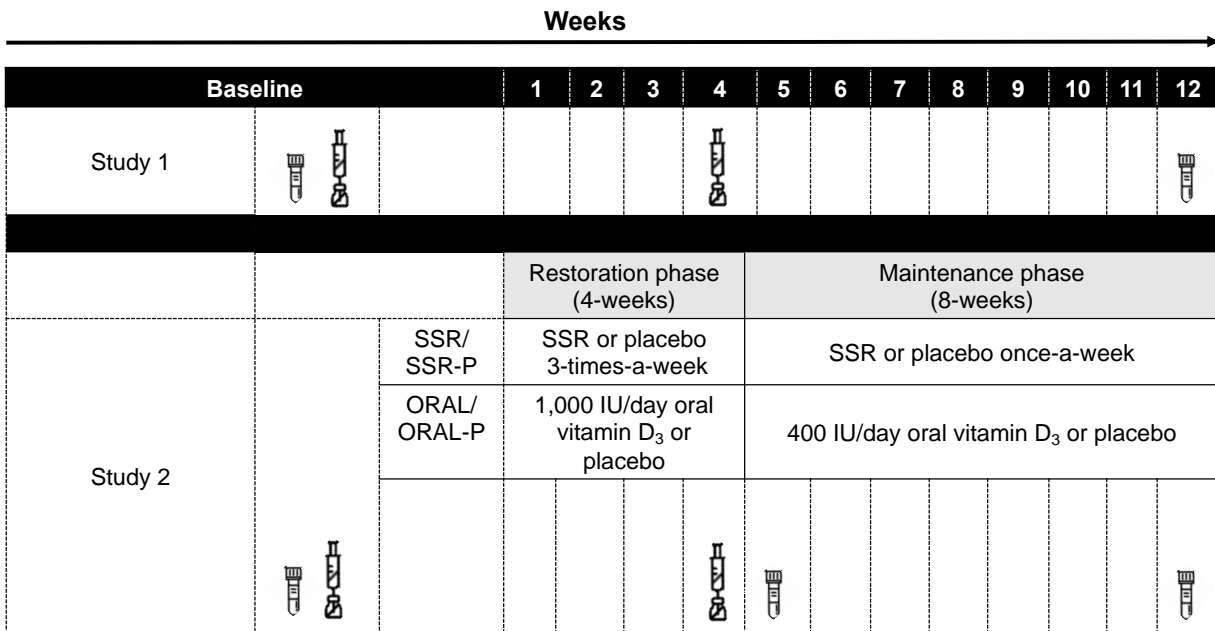 Weeks
Baseline 1 2 3 4 5 6 7 8 9 10 11 12
Study 1
Restoration phase
(4-weeks)
Maintenance phase
(8-weeks)
Study 2
SSR/
SSR-P
SSR or placebo
3-times-a-week
SSR or placebo once-a-week
ORAL/
ORAL-P
1,000 IU/day oral
vitamin D₃ or
placebo
400 IU/day oral vitamin D₃ or placebo